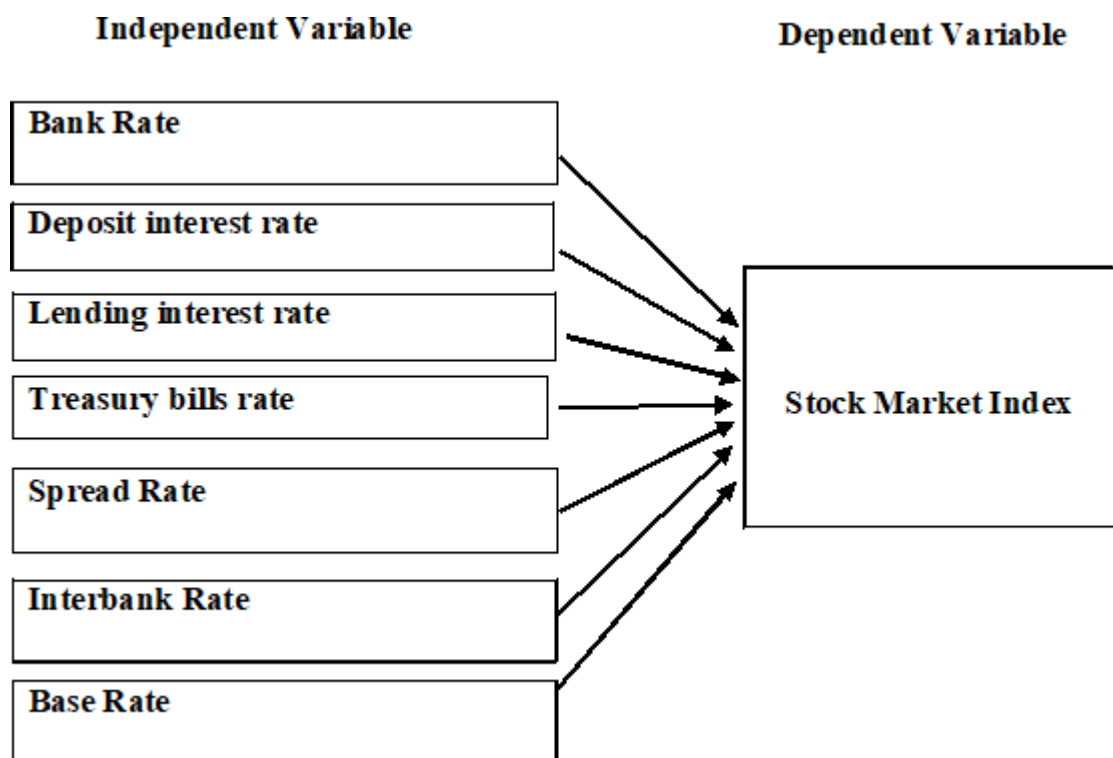 Independent Variable
Dependent Variable
Bank Rate
Deposit interest rate
Lending interest rate
Treasury bills rate
Spread Rate
Interbank Rate
Base Rate
Stock Market Index